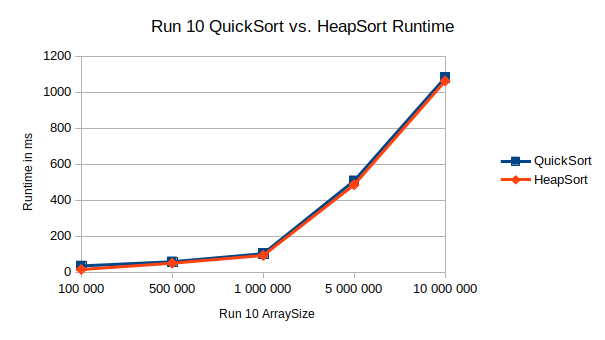 Run 10 QuickSort vs. HeapSort Runtime
1200
1000
800
600
400
200
0
Runtime in ms
100 000
500 000
1 000 000
5 000 000
10 000 000
Run 10 ArraySize
QuickSort
HeapSort